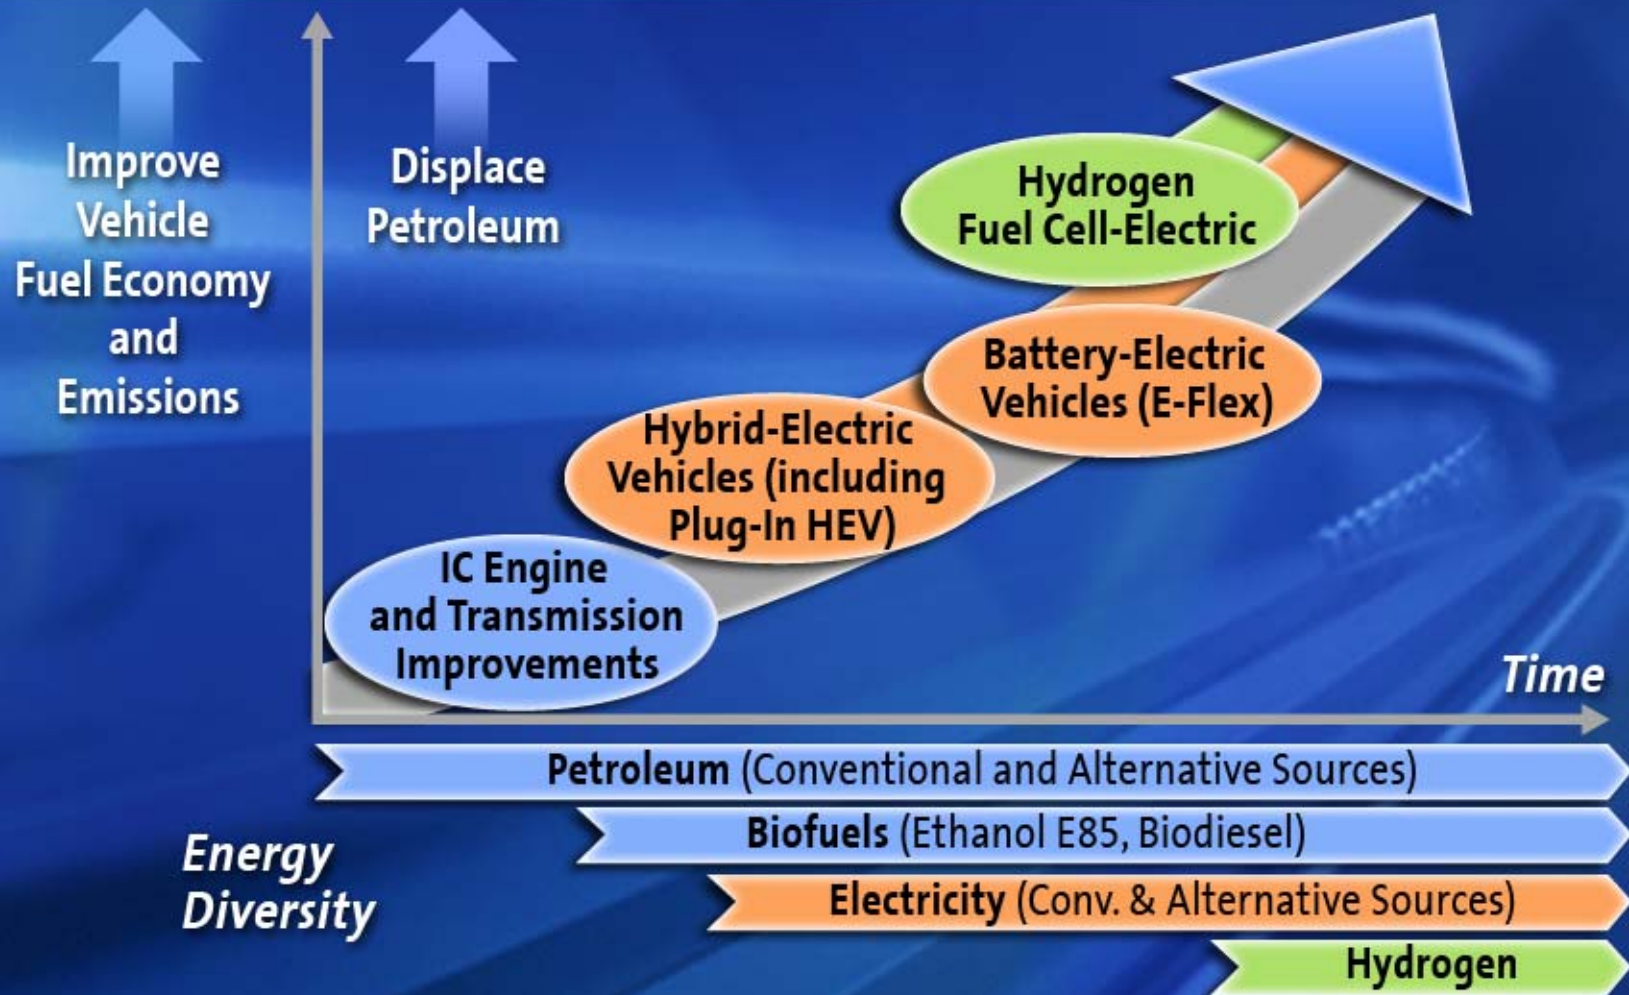 Improve
Vehicle
Fuel Economy
and
Emissions
Displace
Petroleum
Hydrogen
Fuel Cell-Electric
Battery-Electric
Vehicles (E-Flex)
Hybrid-Electric
Vehicles (including
Plug-In HEV)
IC Engine
and Transmission
Improvements
Time
Energy
Diversity
Petroleum (Conventional and Alternative Sources)
Biofuels (Ethanol E85, Biodiesel)
Electricity (Conv. & Alternative Sources)
Hydrogen